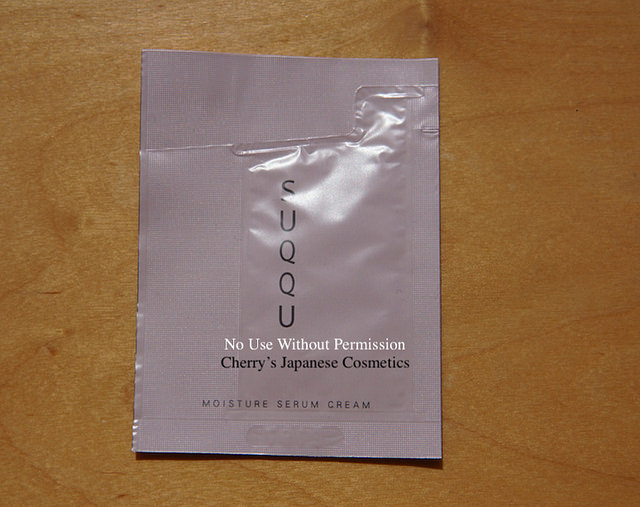 SUQQU
No Use Without Permission
Cherry's Japanese Cosmetics
MOISTURE SERUM CREAM